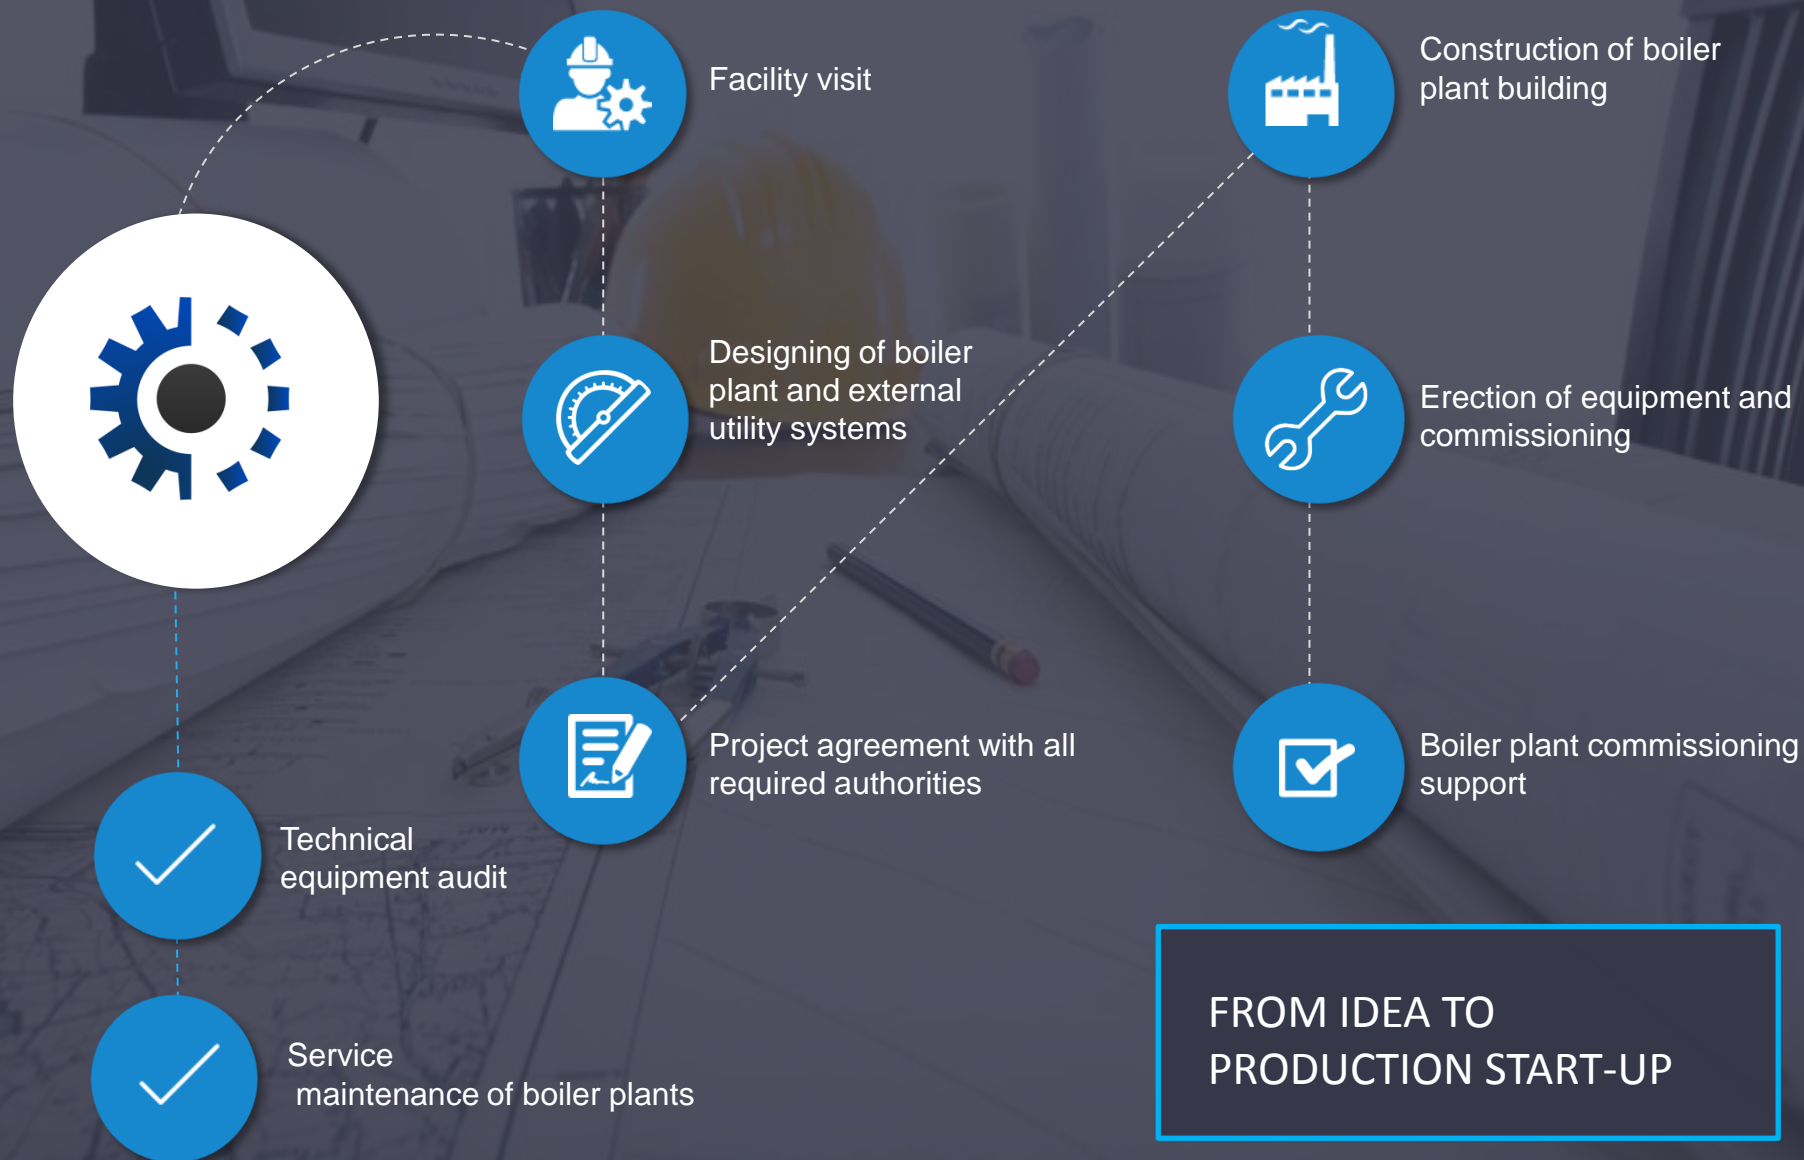 Facility visit
Designing of boiler
plant and external
utility systems
Project agreement with all
required authorities
Construction of boiler
plant building
Erection of equipment and
commissioning
Boiler plant commissioning
support
Technical
equipment audit
Service
maintenance of boiler plants
FROM IDEA TO
PRODUCTION START-UP